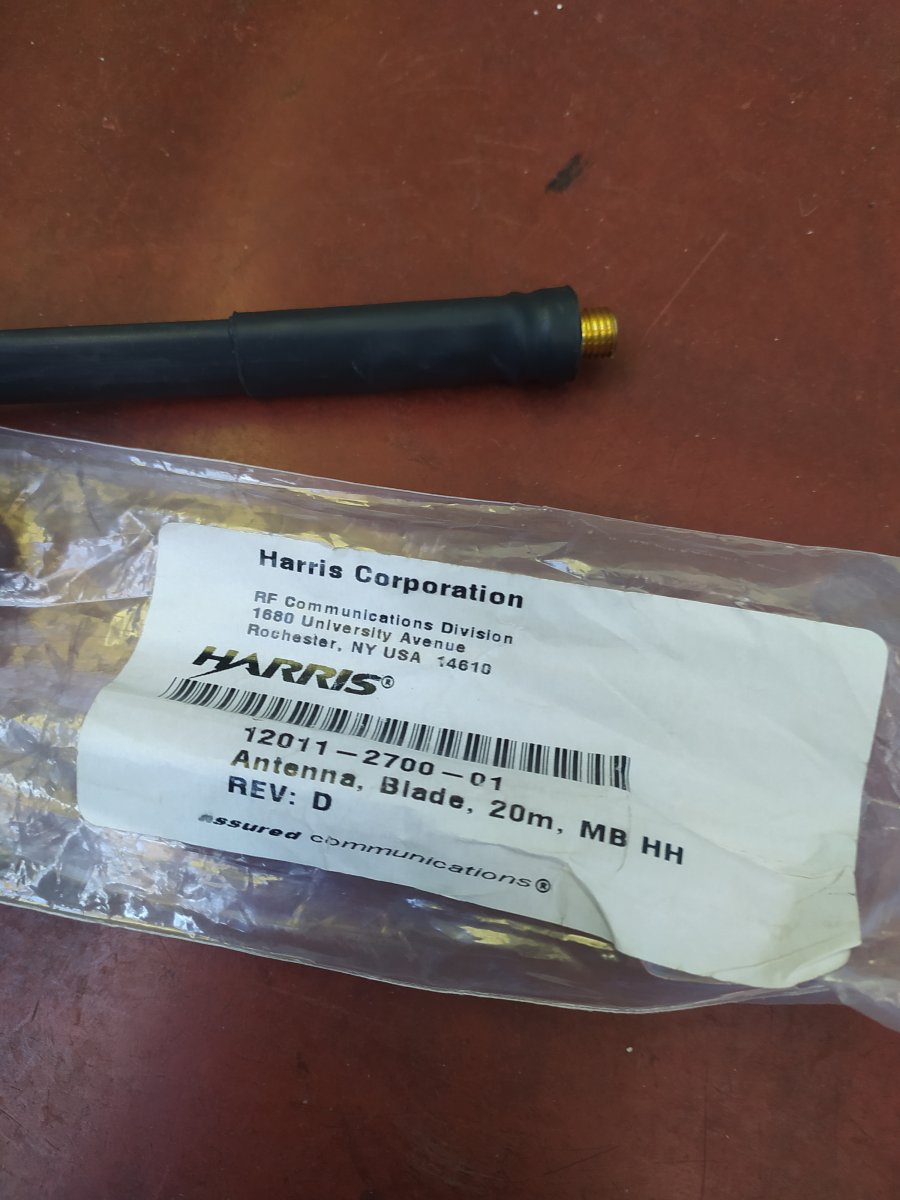 Harris Corporation
RF Communications Division
1680 University Avenue
Rochester, NY USA 14610
HARRIS®
12011-2700-01
Antenna, Blade, 20m, MB HH
REV: D
assured communications®